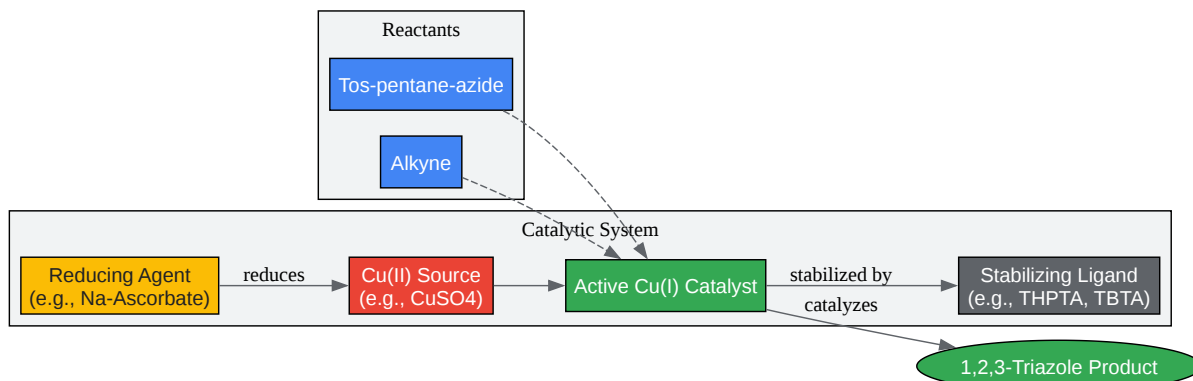 Reactants
Tos-pentane-azide
Alkyne
Catalytic System
Reducing Agent
(e.g., Na-Ascorbate)
reduces
Cu(II) Source
(e.g., CuSO4)
Active Cu(I) Catalyst
stabilized by
catalyzes
Stabilizing Ligand
(e.g., THPTA, TBTA)
1,2,3-Triazole Product